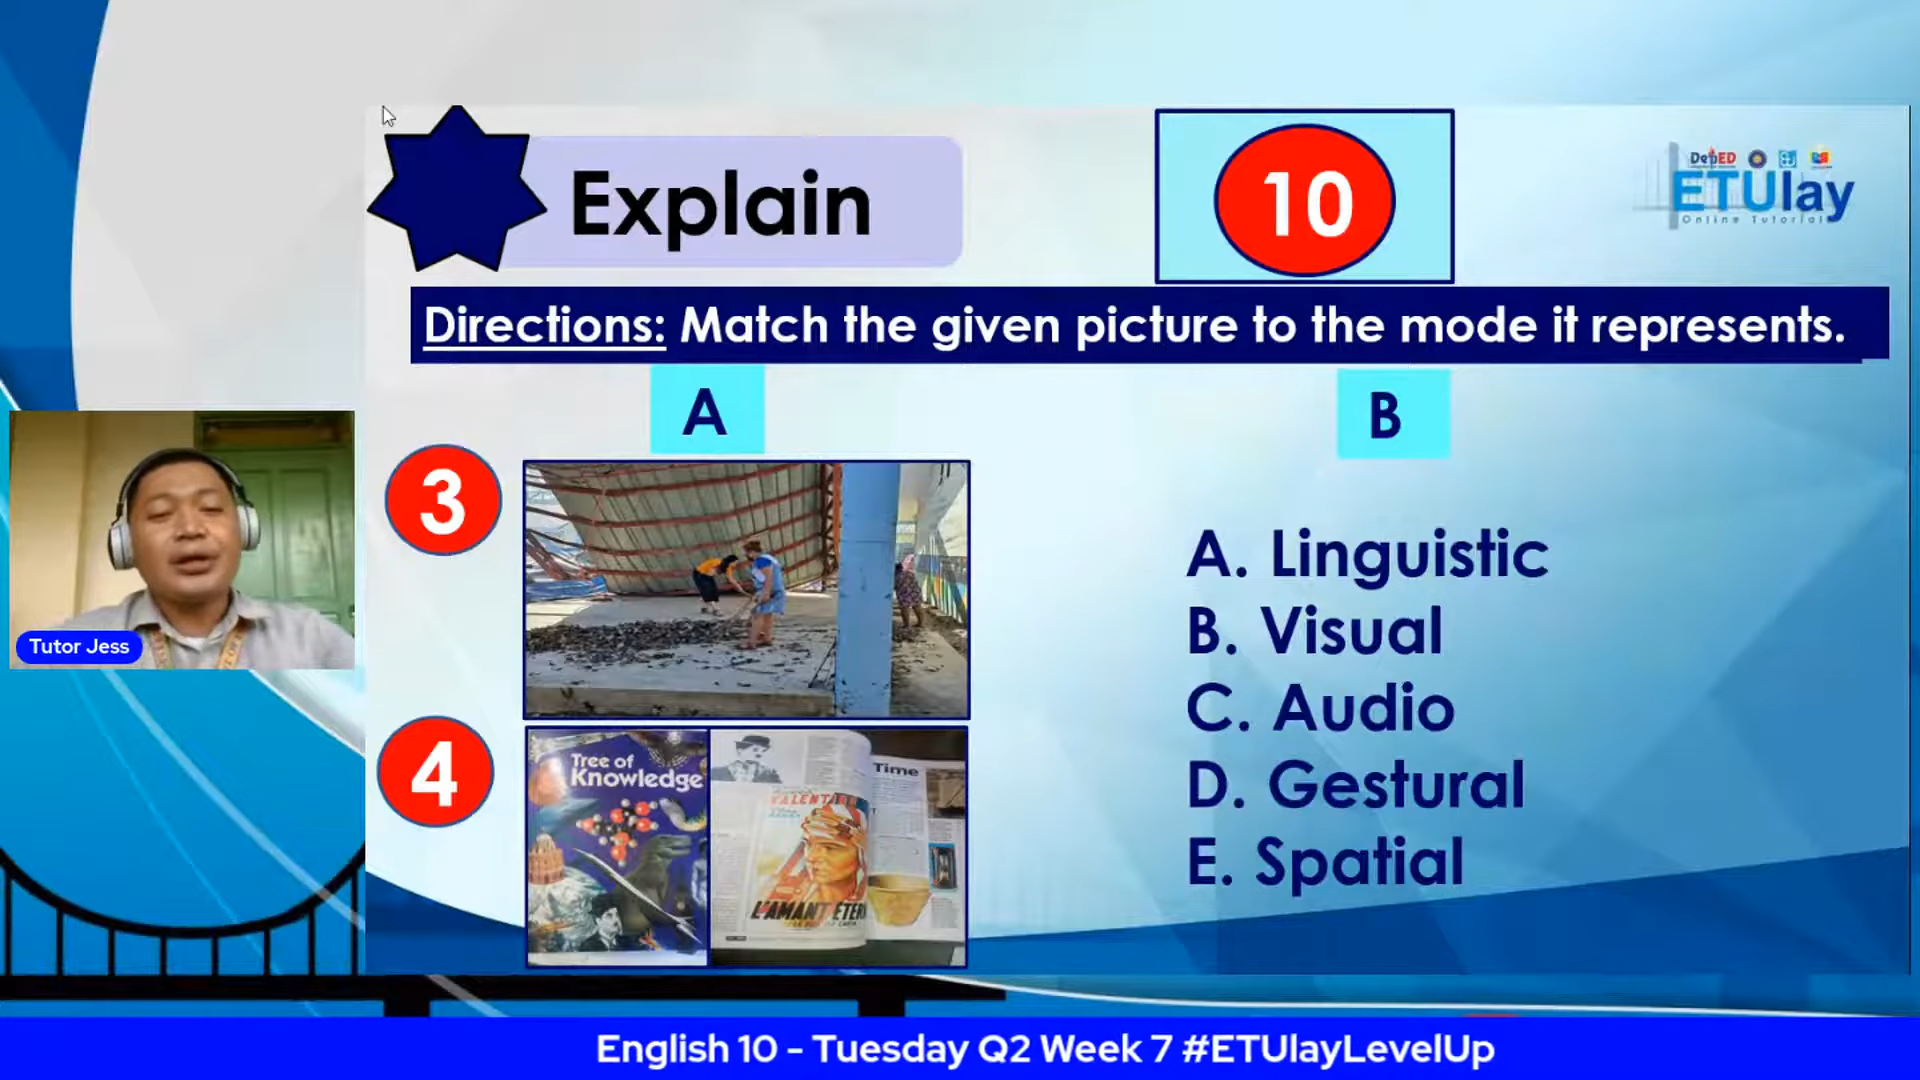 Explain
10
DepED
ETUlay
Online Tutorial
Directions: Match the given picture to the mode it represents.
A
B
3
A. Linguistic
B. Visual
C. Audio
D. Gestural
E. Spatial
4
Tree of
Knowledge
Time
L'AMANT
Tutor Jess
English 10 - Tuesday Q2 Week 7 #ETUlayLevelUp